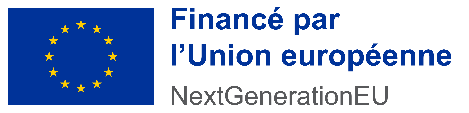 Financé par
l’Union européenne
NextGenerationEU